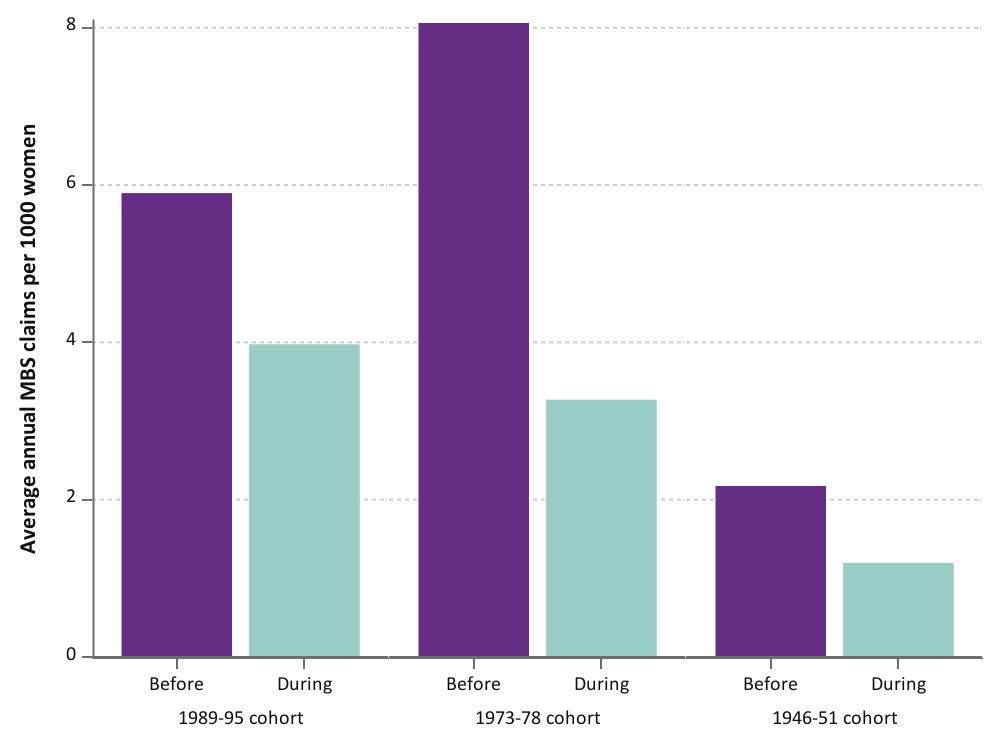 Average annual MBS claims per 1000 women
8
6
4
2
0
Before During Before During Before During
1989-95 cohort 1973-78 cohort 1946-51 cohort